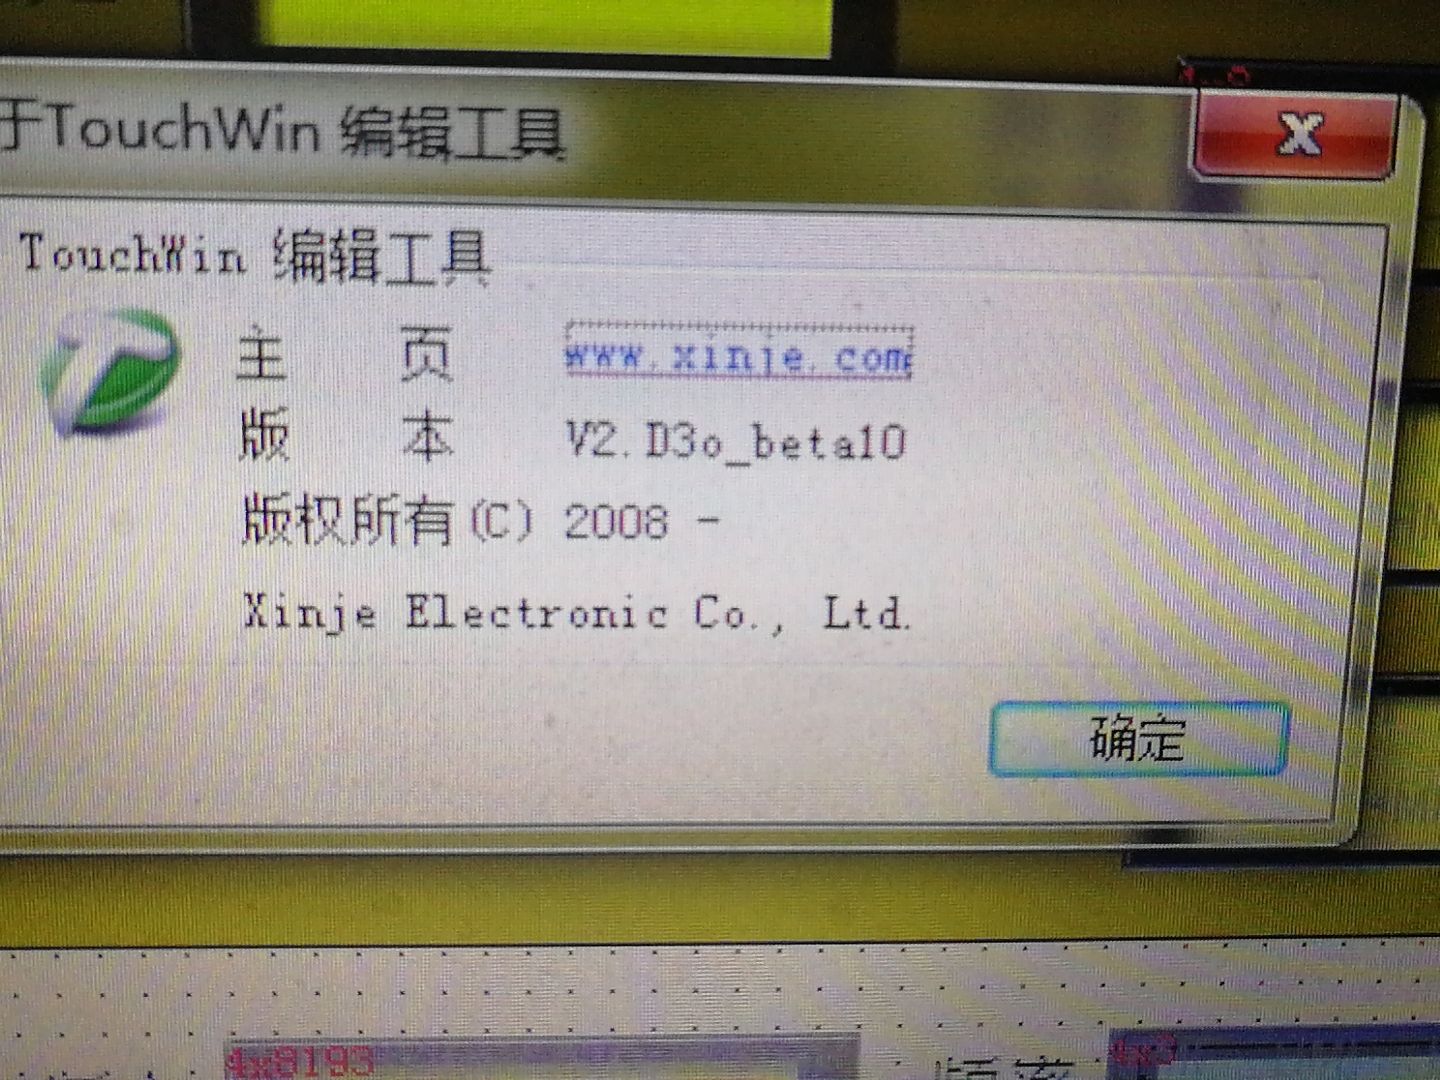 于TouchWin 编辑工具
TouchWin 编辑工具
主 页 www.xinje.com
版 本 V2.D3o_beta10
版权所有(C) 2008 -
Xinje Electronic Co., Ltd.
确定
4x8193
4x3